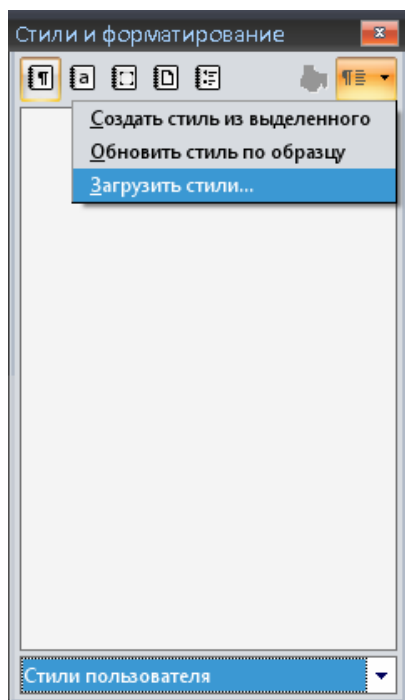 Стили и форматирование
Создать стиль из выделенного
Обновить стиль по образцу
Загрузить стили...
Стили пользователя